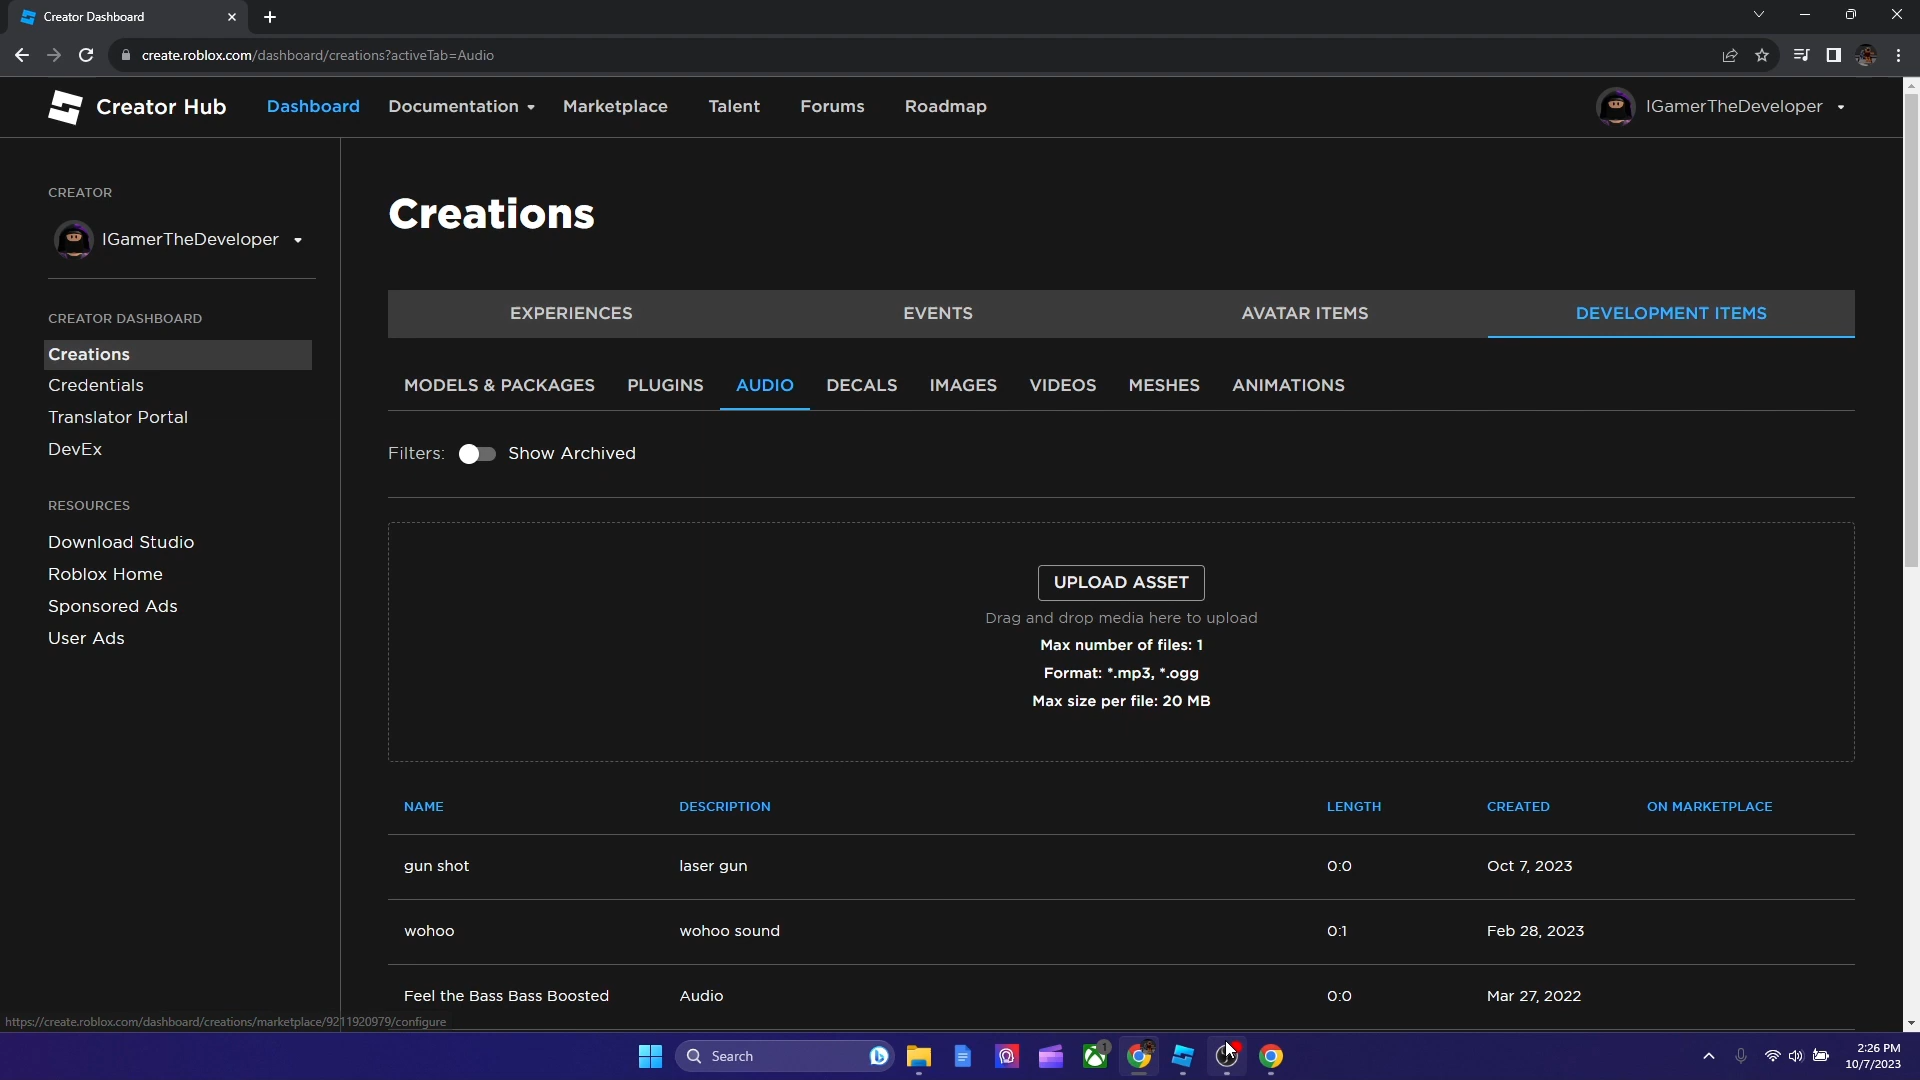 Creator Dashboard
create.roblox.com/dashboard/creations?activeTab=Audio
Creator Hub
Dashboard
Documentation
Marketplace
Talent
Forums
Roadmap
IGamerTheDeveloper
CREATOR
IGamerTheDeveloper
CREATOR DASHBOARD
Creations
Credentials
Translator Portal
DevEx
RESOURCES
Download Studio
Roblox Home
Sponsored Ads
User Ads
Creations
EXPERIENCES
EVENTS
AVATAR ITEMS
DEVELOPMENT ITEMS
MODELS & PACKAGES
PLUGINS
AUDIO
DECALS
IMAGES
VIDEOS
MESHES
ANIMATIONS
Filters:
Show Archived
UPLOAD ASSET
Drag and drop media here to upload
Max number of files: 1
Format: *.mp3, *.ogg
Max size per file: 20 MB
NAME DESCRIPTION LENGTH CREATED ON MARKETPLACE
gun shot laser gun 0:0 Oct 7, 2023
wohoo wohoo sound 0:1 Feb 28, 2023
Feel the Bass Bass Boosted Audio 0:0 Mar 27, 2022
https://create.roblox.com/dashboard/creations/marketplace/9211920979/configure
Search
1
2:26 PM
10/7/2023